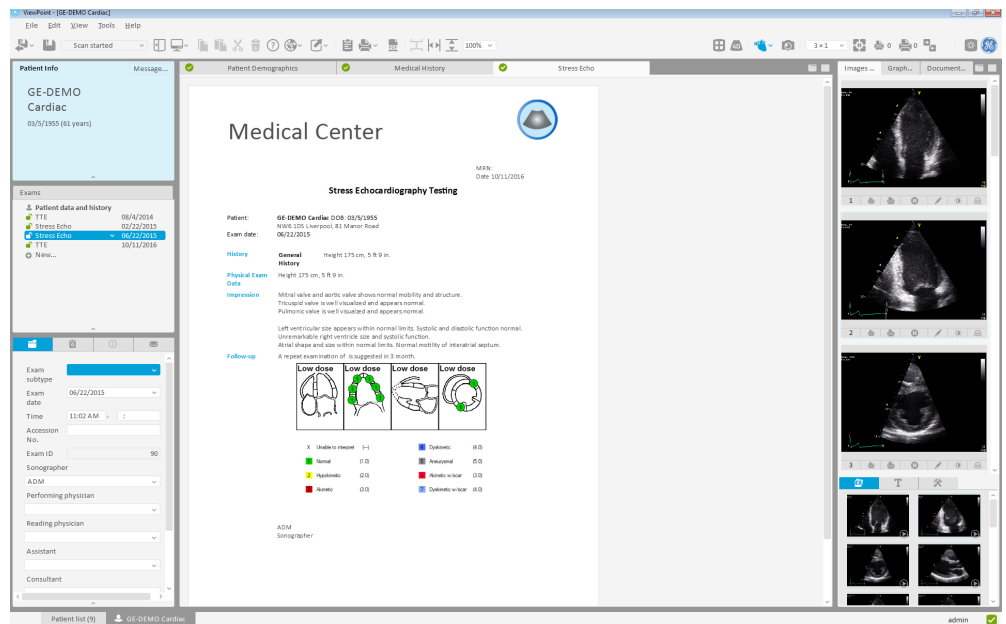 ViewPoint - [GE-DEMO Cardiac]
File Edit View Tools Help
Scan started
100%
3×1
0
0
Patient Info Message...
GE-DEMO
Cardiac
03/5/1955 (61 years)
Exams
Patient data and history
TTE 08/4/2014
Stress Echo 02/22/2015
Stress Echo 06/22/2015
TTE 10/11/2016
New...
Exam subtype
Exam date 06/22/2015
Time 11:02 AM - :
Accession No.
Exam ID 90
Sonographer
ADM
Performing physician
Reading physician
Assistant
Consultant
Patient Demographics
Medical History
Stress Echo
Medical Center
MRN:
Date 10/11/2016
Stress Echocardiography Testing
Patient: GE-DEMO Cardiac DOB: 03/5/1955
NW6 1DS Liverpool, 81 Manor Road
Exam date: 06/22/2015
History General History Height 175 cm, 5 ft 9 in.
Physical Exam Data Height 175 cm, 5 ft 9 in.
Impression Mitral valve and aortic valve shows normal mobility and structure.
Tricuspid valve is well visualized and appears normal.
Pulmonic valve is well visualized and appears normal.
Left ventricular size appears within normal limits. Systolic and diastolic function normal.
Unremarkable right ventricle size and systolic function.
Atrial shape and size within normal limits. Normal motility of interatrial septum.
Follow-up A repeat examination of is suggested in 3 month.
Low dose Low dose Low dose Low dose
X Unable to interpret (--) 4 Dyskinetic (4.0)
1 Normal (1.0) 5 Aneurysmal (5.0)
2 Hypokinetic (2.0) Akinetic w/scar (3.0)
Akinetic (3.0) 7 Dyskinetic w/scar (4.0)
ADM
Sonographer
Images ... Graph... Document...
1
2
3
T
Patient list (9) GE-DEMO Cardiac
admin